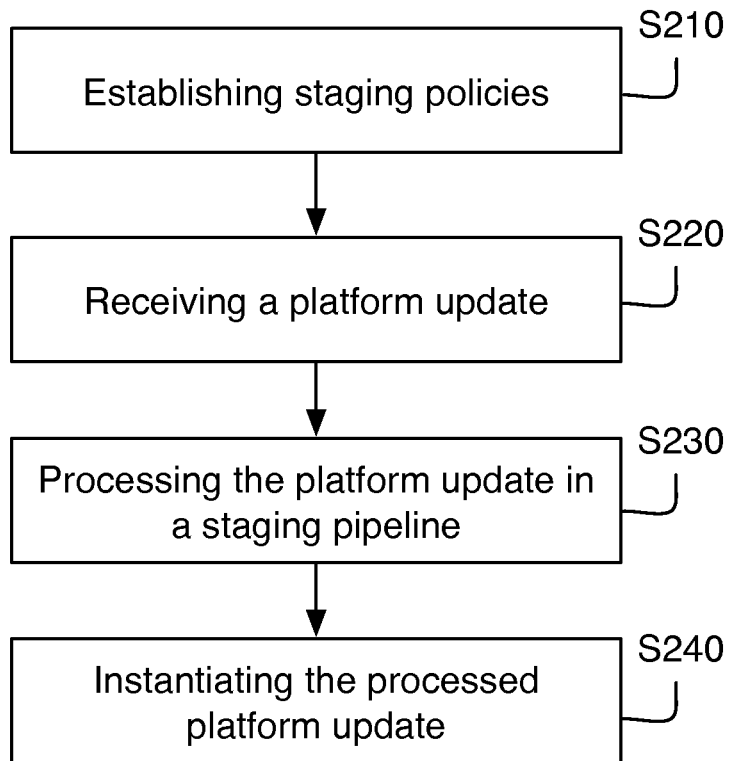 S210
Establishing staging policies
S220
Receiving a platform update
S230
Processing the platform update in
a staging pipeline
S240
Instantiating the processed
platform update